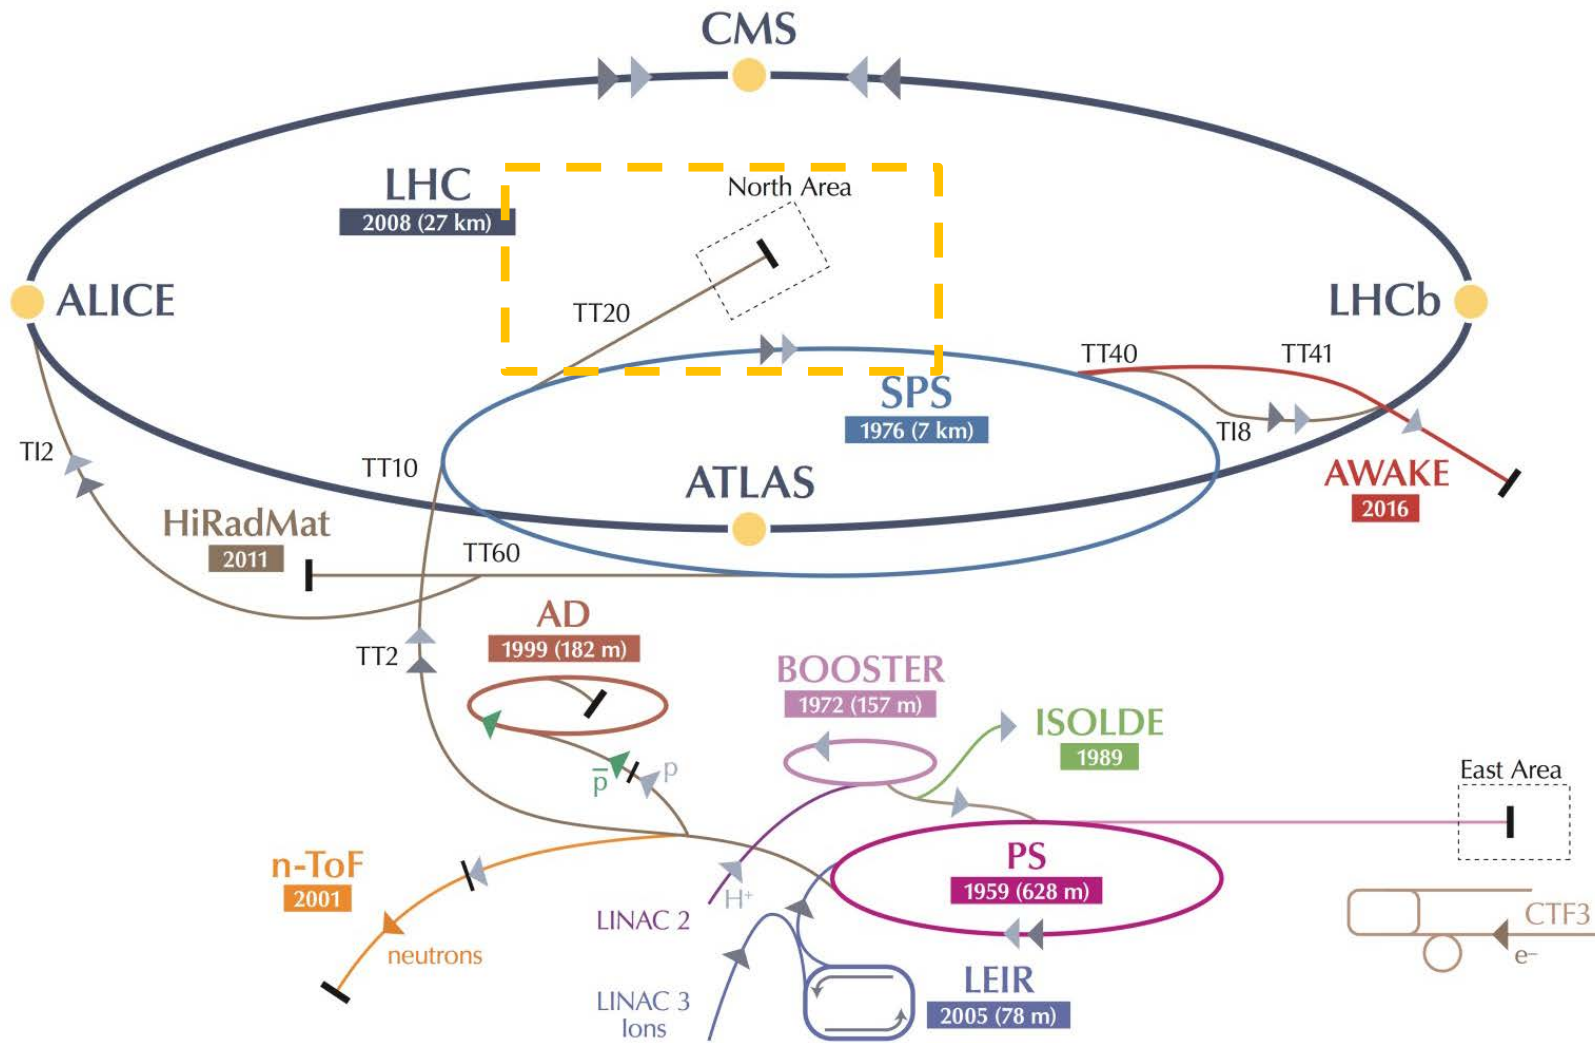 CMS
North Area
LHC
2008 (27 km)
ALICE
LHCb
TT20
TT40
TT41
SPS
1976 (7 km)
TI8
TI2
TT10
ATLAS
AWAKE
2016
HiRadMat
2011
TT60
AD
1999 (182 m)
TT2
BOOSTER
1972 (157 m)
ISOLDE
1989
p̅
p
East Area
n-ToF
2001
PS
1959 (628 m)
H⁺
LINAC 2
CTF3
neutrons
e⁻
LEIR
2005 (78 m)
LINAC 3
Ions